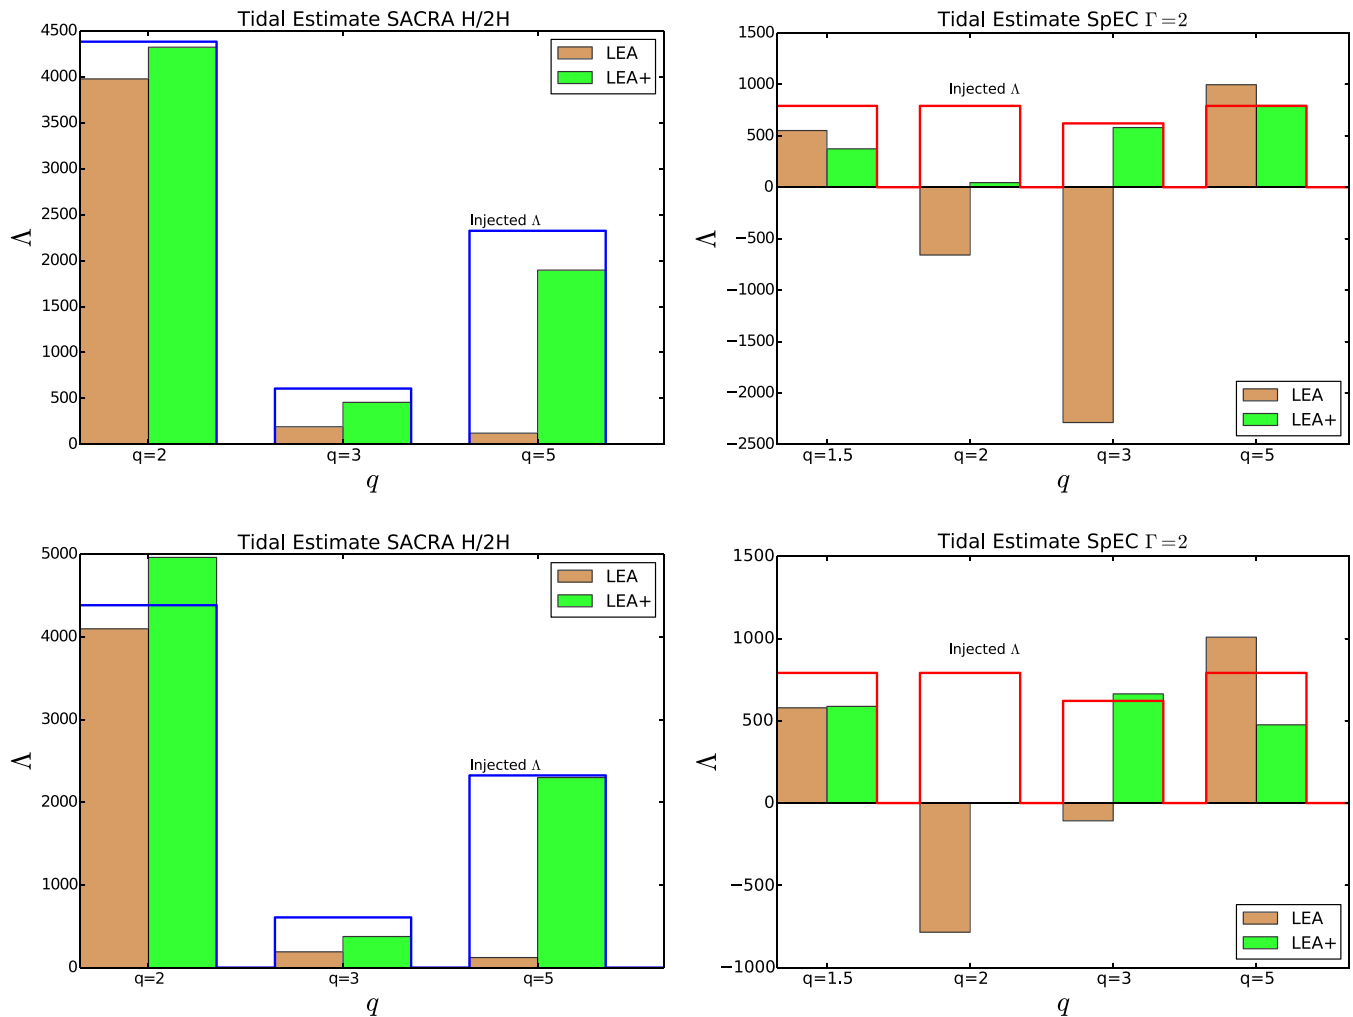 Tidal Estimate SACRA H/2H
4500
4000
3500
3000
2500
2000
1500
1000
500
0
Λ
LEA
LEA+
Injected Λ
q=2
q=3
q=5
q
Tidal Estimate SpEC Γ=2
1500
1000
500
0
−500
−1000
−1500
−2000
−2500
Λ
Injected Λ
LEA
LEA+
q=1.5
q=2
q=3
q=5
q
Tidal Estimate SACRA H/2H
5000
4000
3000
2000
1000
0
Λ
LEA
LEA+
Injected Λ
q=2
q=3
q=5
q
Tidal Estimate SpEC Γ=2
1500
1000
500
0
−500
−1000
Λ
Injected Λ
LEA
LEA+
q=1.5
q=2
q=3
q=5
q